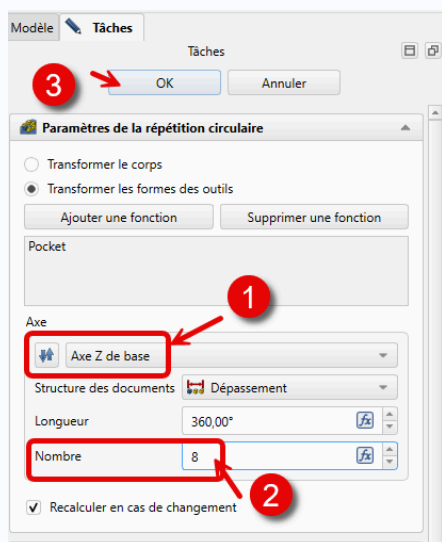 Modèle Tâches
Tâches
3
OK Annuler
Paramètres de la répétition circulaire
Transformer le corps
Transformer les formes des outils
Ajouter une fonction Supprimer une fonction
Pocket
1
Axe
Axe Z de base
Structure des documents Dépassement
Longueur 360,00° fx
Nombre 8 fx
2
Recalculer en cas de changement